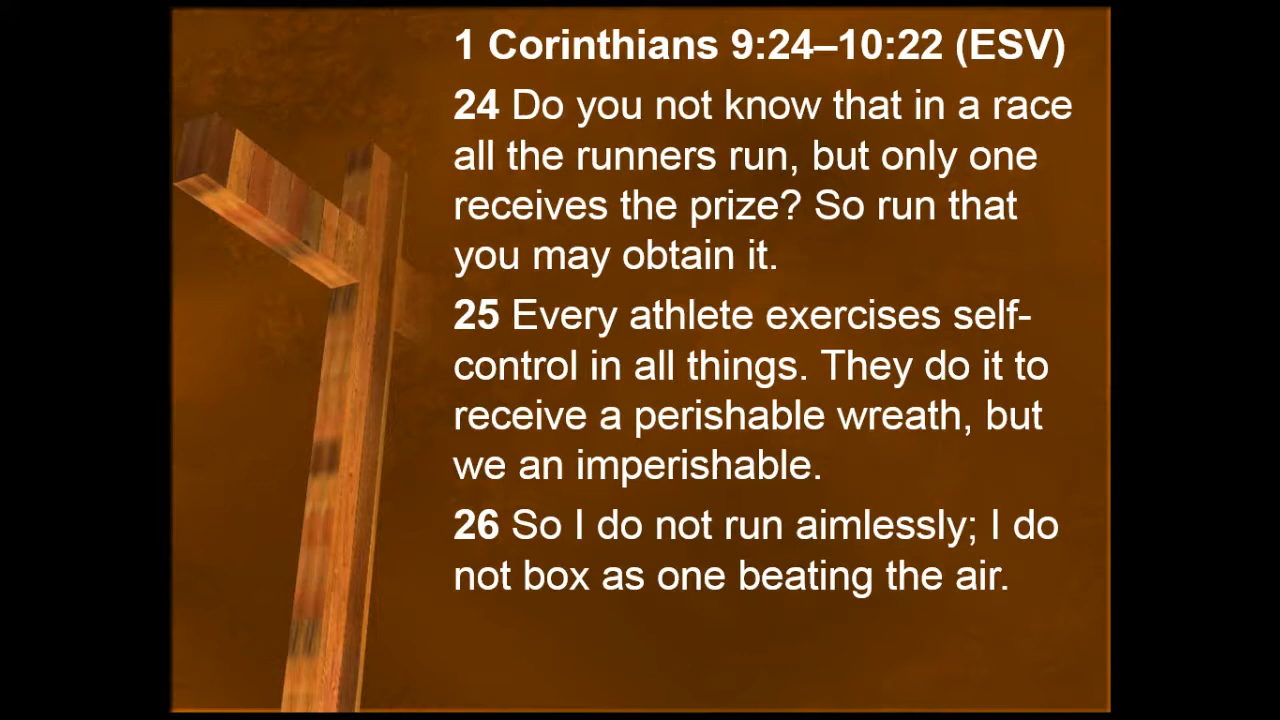 1 Corinthians 9:24–10:22 (ESV)
24 Do you not know that in a race
all the runners run, but only one
receives the prize? So run that
you may obtain it.
25 Every athlete exercises self-
control in all things. They do it to
receive a perishable wreath, but
we an imperishable.
26 So I do not run aimlessly; I do
not box as one beating the air.